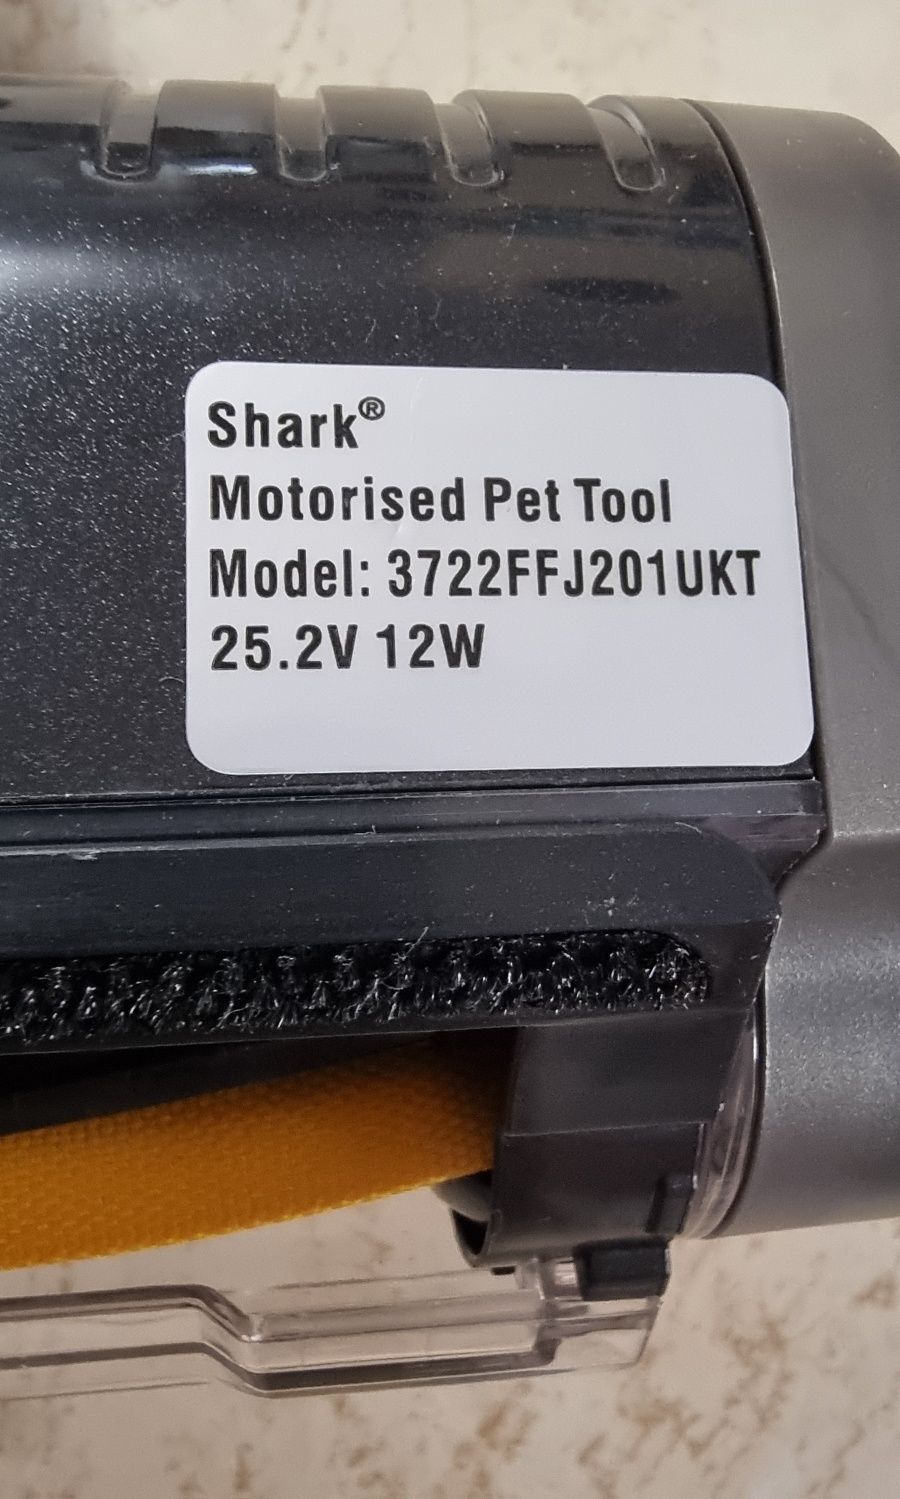 Shark®
Motorised Pet Tool
Model: 3722FFJ201UKT
25.2V 12W